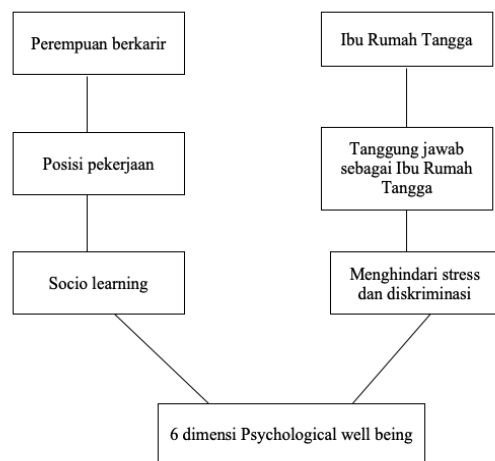 Perempuan berkarir
Ibu Rumah Tangga
Posisi pekerjaan
Tanggung jawab
sebagai Ibu Rumah
Tangga
Socio learning
Menghindari stress
dan diskriminasi
6 dimensi Psychological well being